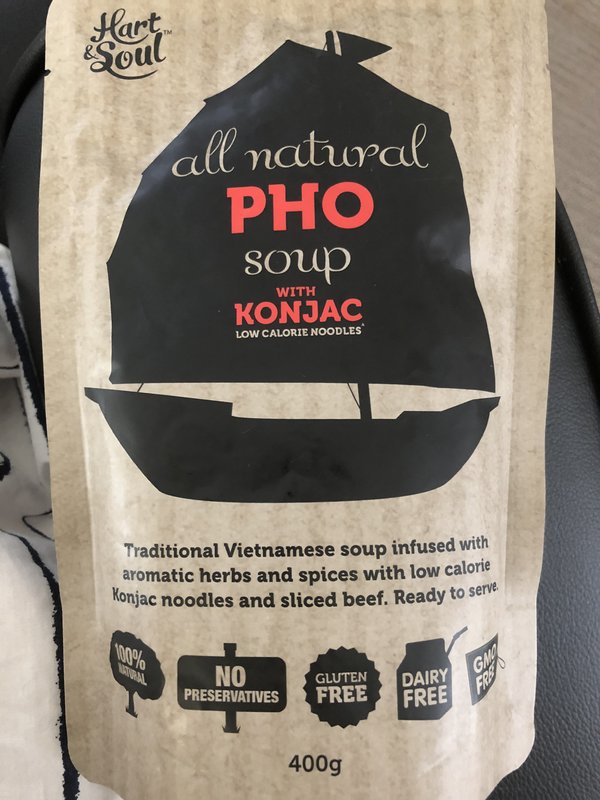 Hart
&Soul™
all natural
PHO
soup
WITH
KONJAC
LOW CALORIE NOODLES^
Traditional Vietnamese soup infused with
aromatic herbs and spices with low calorie
Konjac noodles and sliced beef. Ready to serve.
100%
NATURAL
NO
PRESERVATIVES
GLUTEN
FREE
DAIRY
FREE
GMO
FREE
400g